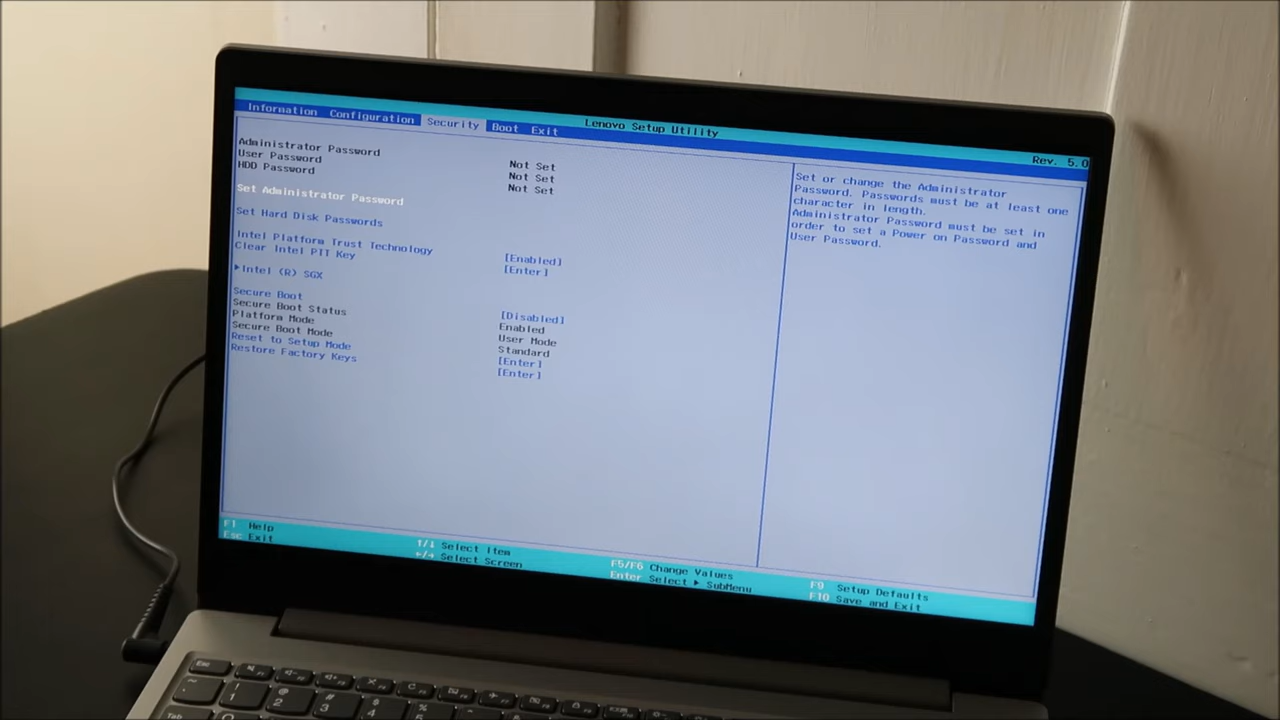 Lenovo Setup Utility
Rev. 5.0
Information Configuration Security Boot Exit
Administrator Password Not Set
User Password Not Set
HDD Password Not Set
Set Administrator Password
Set Hard Disk Passwords
Intel Platform Trust Technology [Enabled]
Clear Intel PTT Key [Enter]
Intel (R) SGX
Secure Boot [Disabled]
Secure Boot Status Enabled
Platform Mode User Mode
Secure Boot Mode Standard
Reset to Setup Mode [Enter]
Restore Factory Keys [Enter]
Set or change the Administrator
Password. Passwords must be at least one
character in length.
Administrator Password must be set in
order to set a Power on Password and
User Password.
F1 Help ↑/↓ Select Item F5/F6 Change Values F9 Setup Defaults
Esc Exit ←/→ Select Screen Enter Select ▸ SubMenu F10 Save and Exit
Esc
Tab